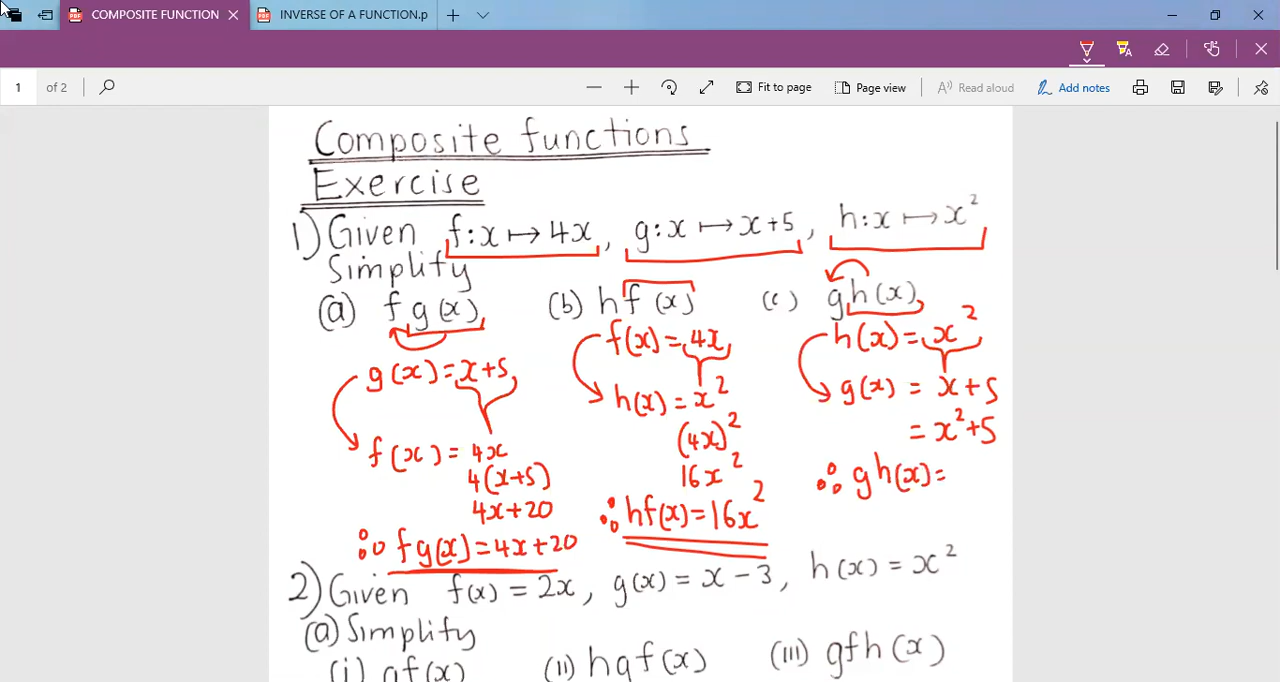 COMPOSITE FUNCTION
INVERSE OF A FUNCTION.p
1 of 2
Fit to page
Page view
Read aloud
Add notes
Composite functions
Exercise
1) Given f:x ↦ 4x, g:x ↦ x+5, h:x ↦ x²
Simplify
(a) fg(x) (b) hf(x) (c) gh(x)
g(x) = x+5
f(x) = 4x
4(x+5)
4x+20
∴ fg(x) = 4x+20
f(x) = 4x
h(x) = x²
(4x)²
16x²
∴ hf(x) = 16x²
h(x) = x²
g(x) = x+5
= x²+5
∴ gh(x) =
2) Given f(x) = 2x, g(x) = x-3, h(x) = x²
(a) Simplify
(i) gf(x) (ii) hgf(x) (iii) gfh(x)